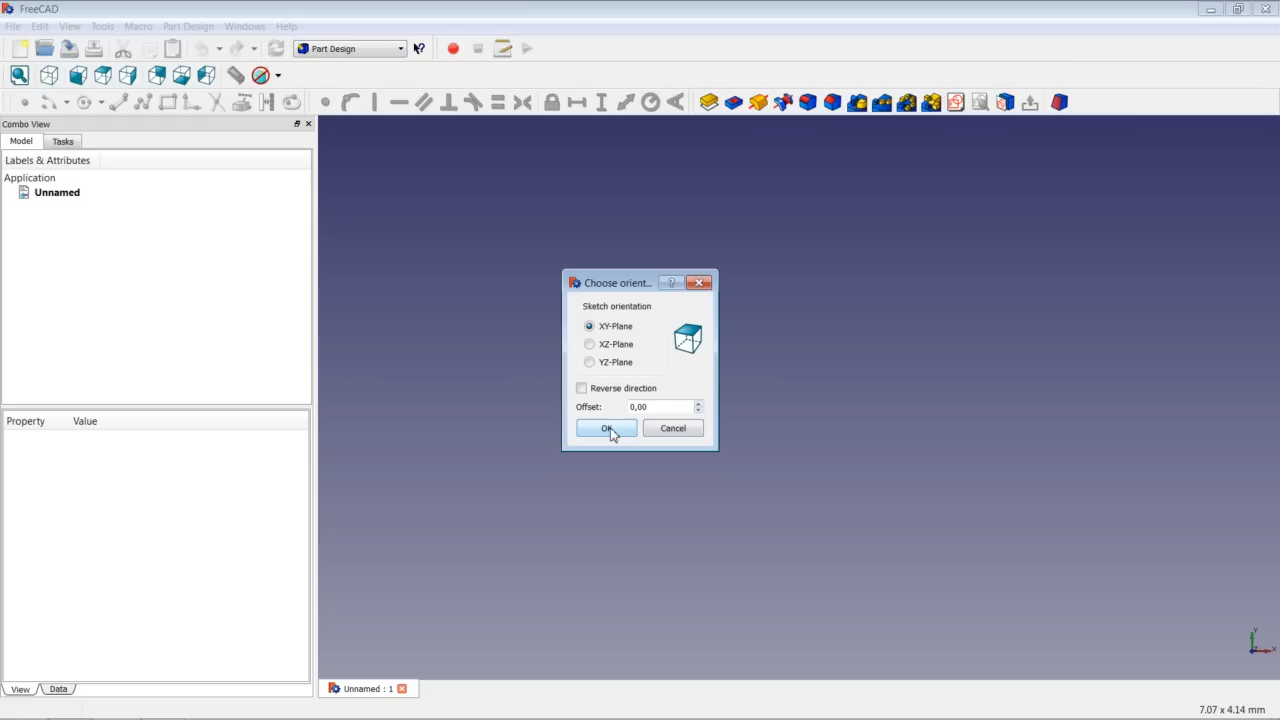 FreeCAD
File Edit View Tools Macro Part Design Windows Help
Part Design
Combo View
Model Tasks
Labels & Attributes
Application
Unnamed
Property Value
View Data
Choose orient...
Sketch orientation
XY-Plane
XZ-Plane
YZ-Plane
Reverse direction
Offset: 0,00
OK Cancel
Unnamed : 1
Y
X
7.07 x 4.14 mm